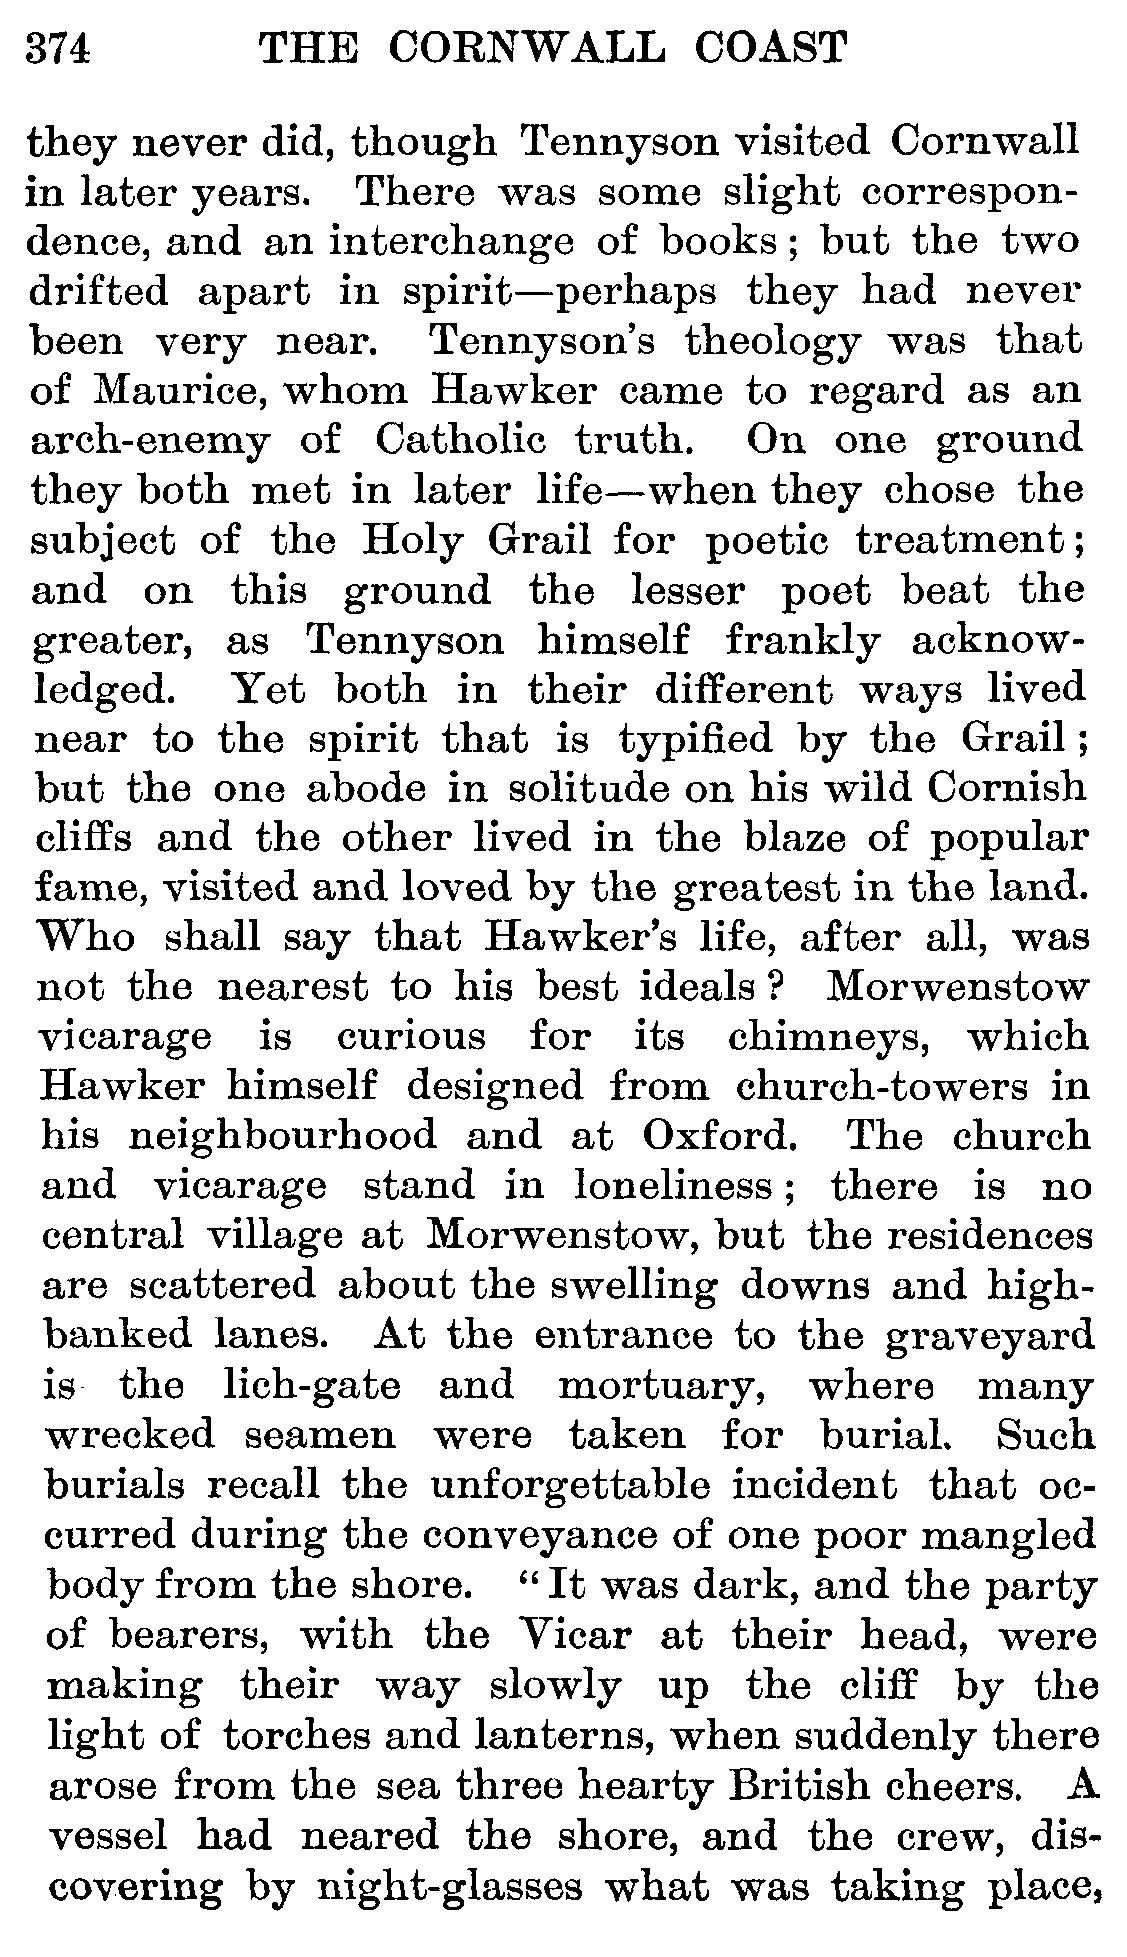 374 THE CORNWALL COAST
they never did, though Tennyson visited Cornwall
in later years. There was some slight correspon-
dence, and an interchange of books; but the two
drifted apart in spirit—perhaps they had never
been very near. Tennyson's theology was that
of Maurice, whom Hawker came to regard as an
arch-enemy of Catholic truth. On one ground
they both met in later life—when they chose the
subject of the Holy Grail for poetic treatment;
and on this ground the lesser poet beat the
greater, as Tennyson himself frankly acknow-
ledged. Yet both in their different ways lived
near to the spirit that is typified by the Grail;
but the one abode in solitude on his wild Cornish
cliffs and the other lived in the blaze of popular
fame, visited and loved by the greatest in the land.
Who shall say that Hawker's life, after all, was
not the nearest to his best ideals? Morwenstow
vicarage is curious for its chimneys, which
Hawker himself designed from church-towers in
his neighbourhood and at Oxford. The church
and vicarage stand in loneliness; there is no
central village at Morwenstow, but the residences
are scattered about the swelling downs and high-
banked lanes. At the entrance to the graveyard
is the lich-gate and mortuary, where many
wrecked seamen were taken for burial. Such
burials recall the unforgettable incident that oc-
curred during the conveyance of one poor mangled
body from the shore. "It was dark, and the party
of bearers, with the Vicar at their head, were
making their way slowly up the cliff by the
light of torches and lanterns, when suddenly there
arose from the sea three hearty British cheers. A
vessel had neared the shore, and the crew, dis-
covering by night-glasses what was taking place,